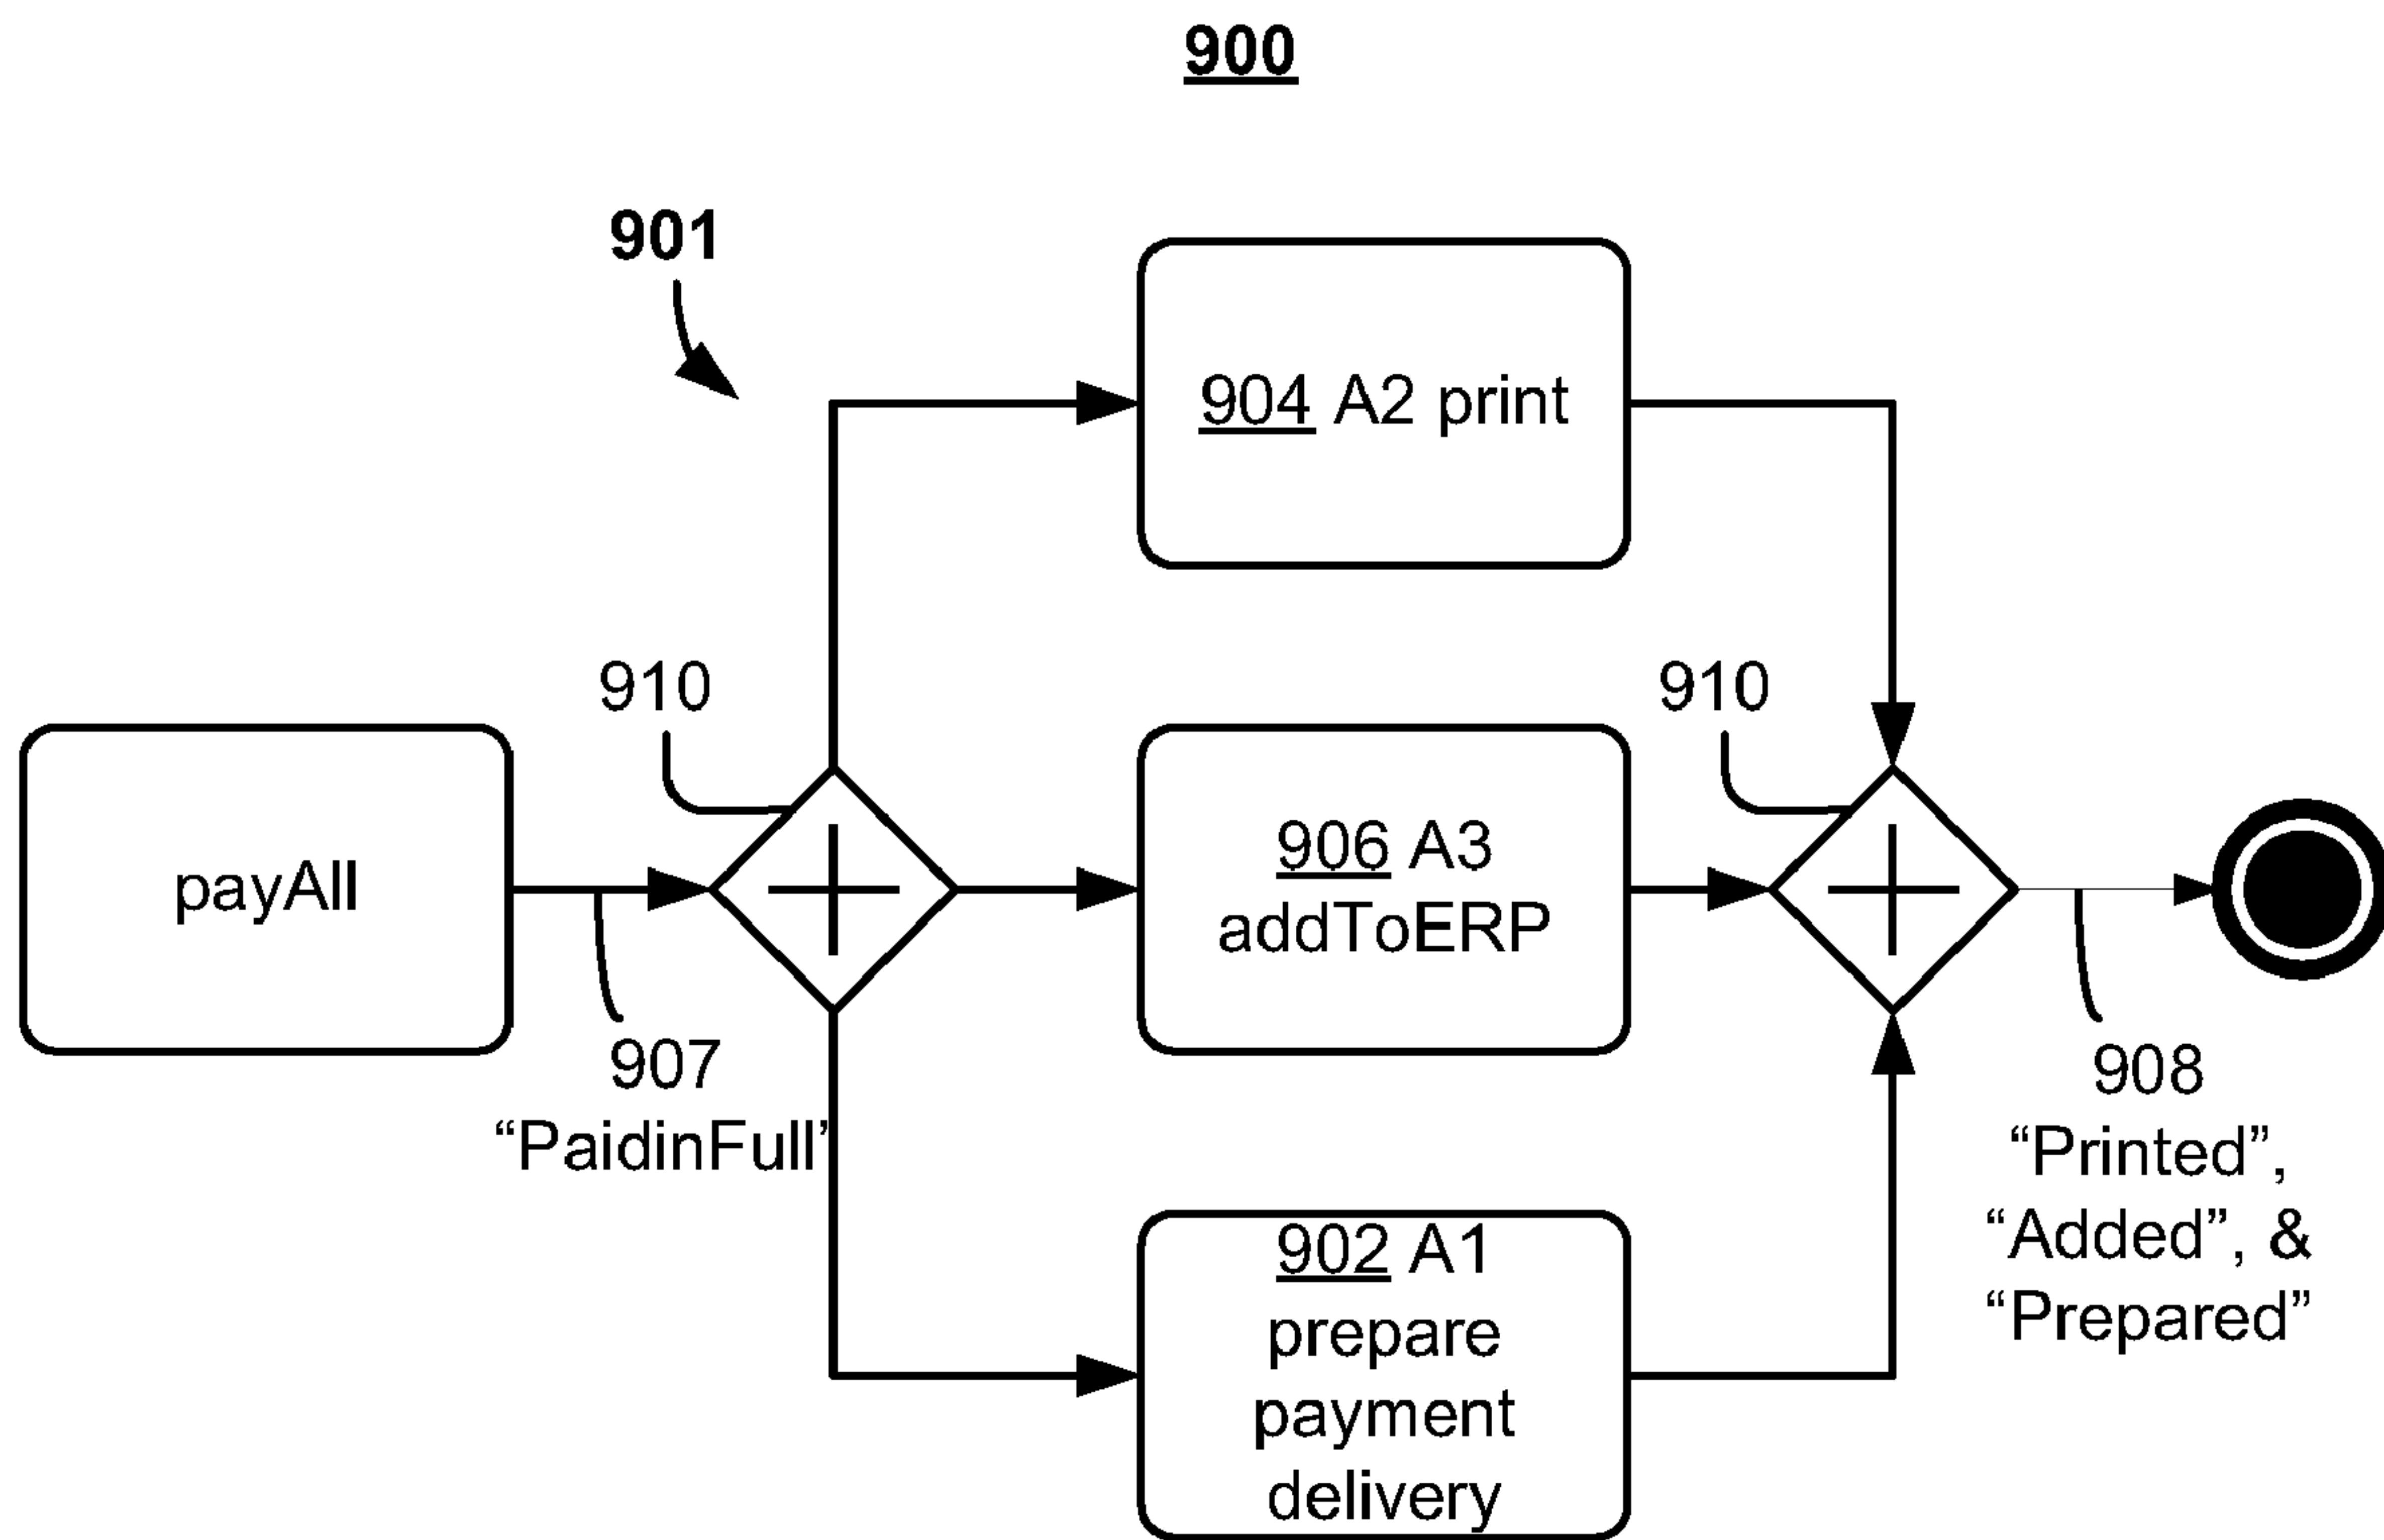 900
901
904 A2 print
910
910
payAll
906 A3
addToERP
907
“PaidinFull’
908
“Printed”,
“Added”, &
“Prepared”
902 A1
prepare
payment
delivery